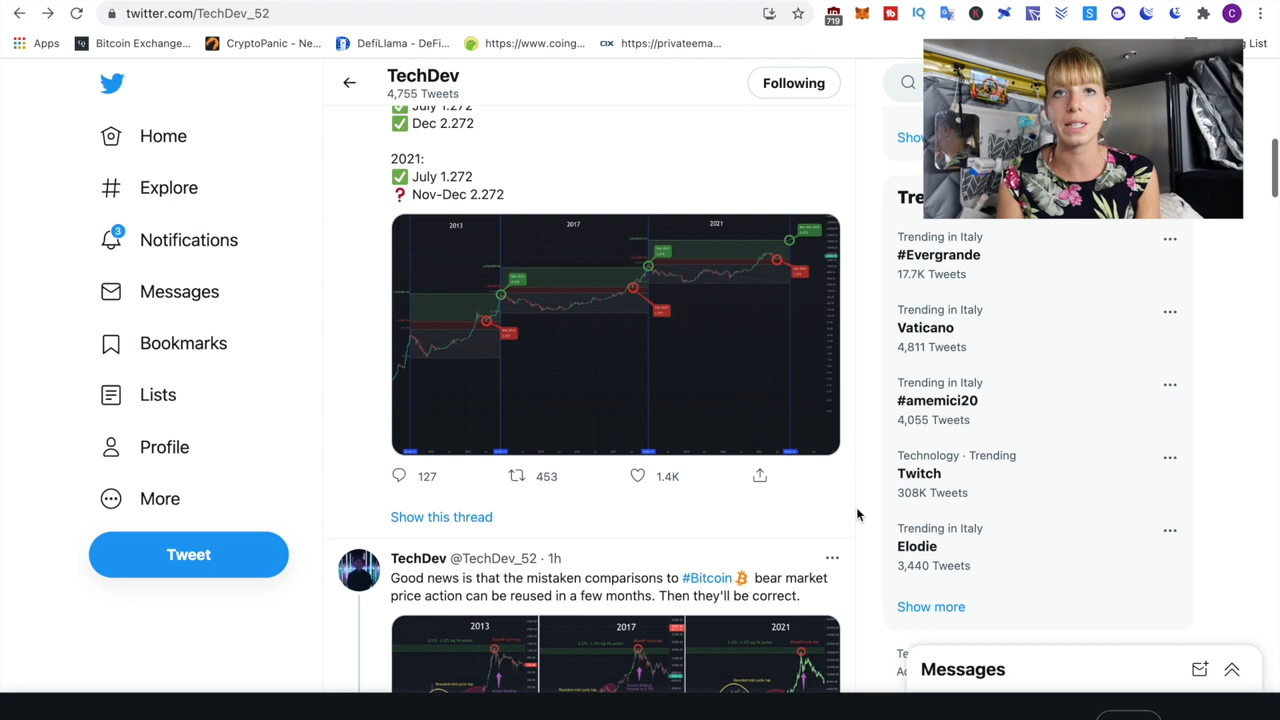 twitter.com/TechDev_52
719
Apps
Bitcoin Exchange...
CryptoPanic - Ne...
DefiLlama - DeFi...
https://www.coing...
https://privateema...
List
TechDev
4,755 Tweets
Following
July 1.272
Dec 2.272
2021:
July 1.272
Nov-Dec 2.272
2013
2017
2021
127
453
1.4K
Show this thread
TechDev @TechDev_52 · 1h
Good news is that the mistaken comparisons to #Bitcoin bear market
price action can be reused in a few months. Then they'll be correct.
2013
2017
2021
Home
Explore
3
Notifications
Messages
Bookmarks
Lists
Profile
More
Tweet
Trending in Italy
#Evergrande
17.7K Tweets
Trending in Italy
Vaticano
4,811 Tweets
Trending in Italy
#amemici20
4,055 Tweets
Technology · Trending
Twitch
308K Tweets
Trending in Italy
Elodie
3,440 Tweets
Show more
Messages